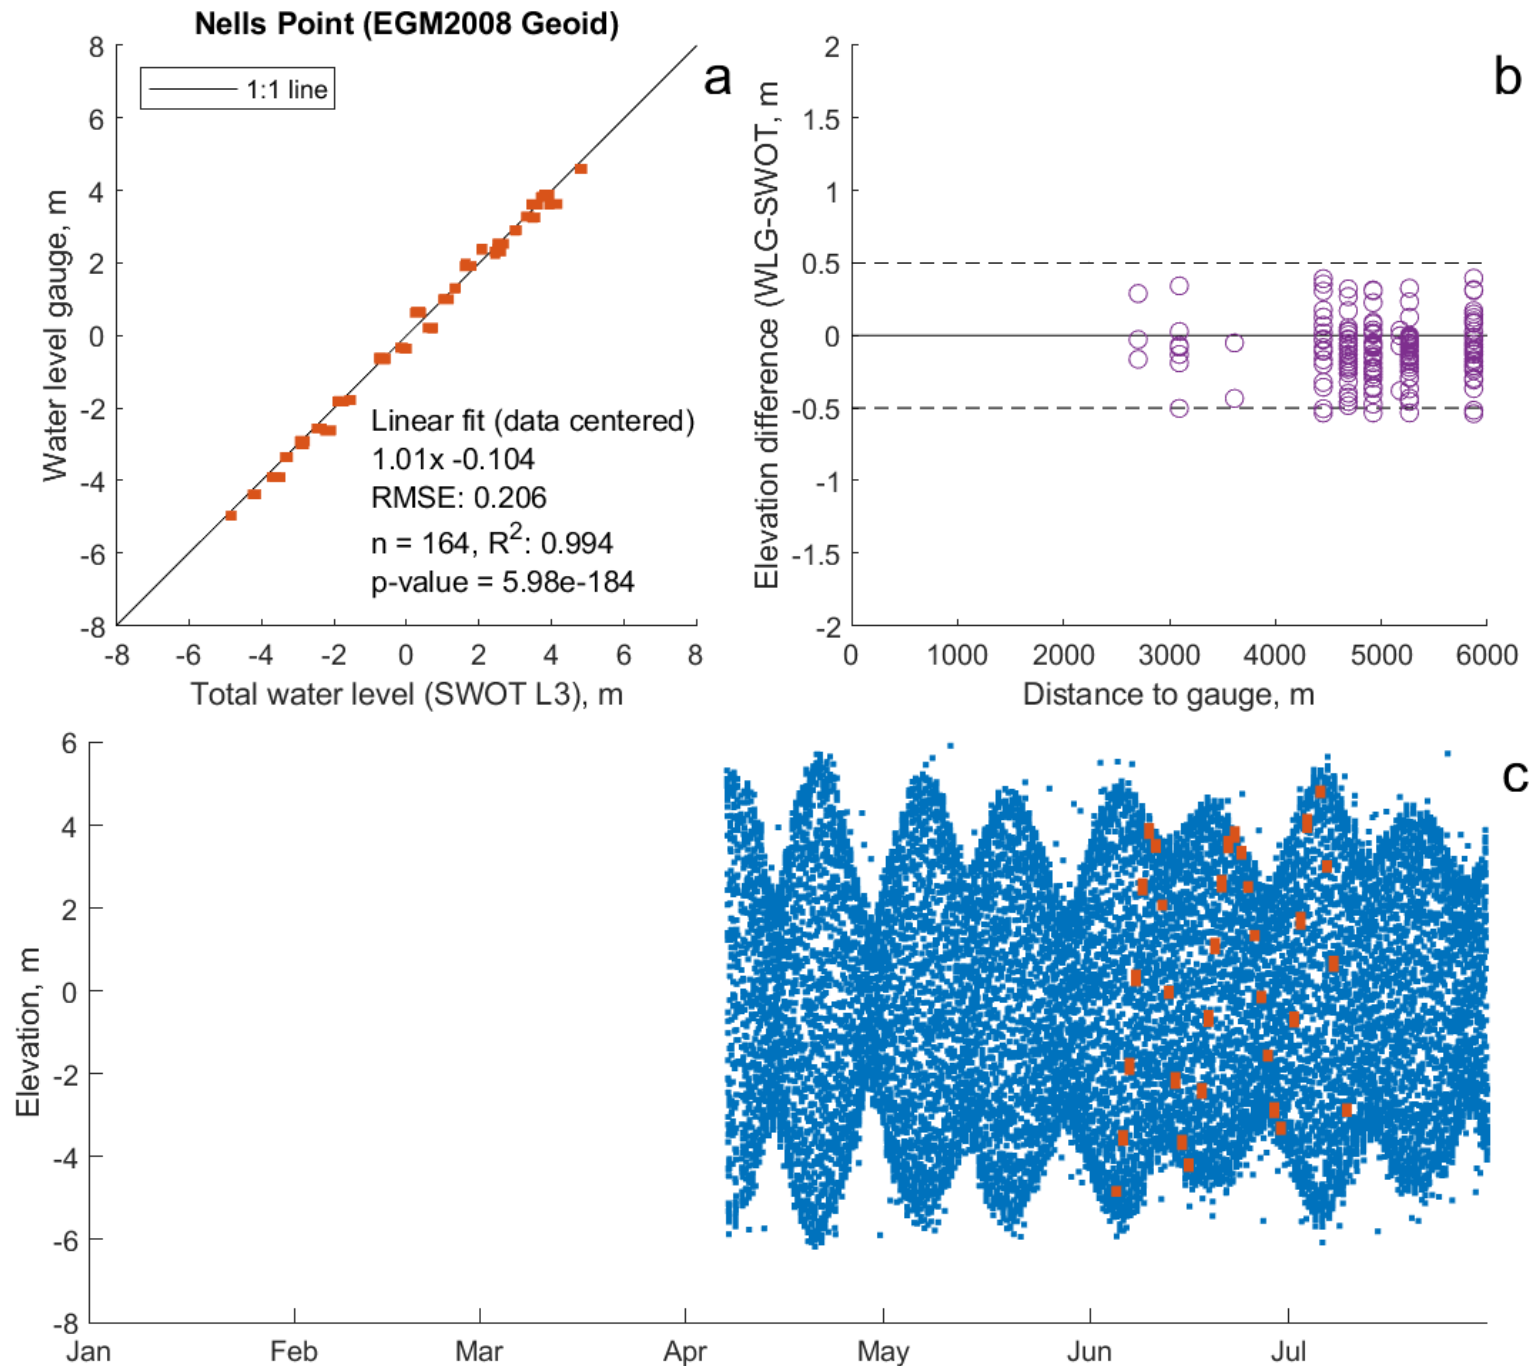 Nells Point (EGM2008 Geoid)
a
1:1 line
8
6
4
2
0
-2
-4
-6
-8
Water level gauge, m
Linear fit (data centered)
1.01x -0.104
RMSE: 0.206
n = 164, R²: 0.994
p-value = 5.98e-184
-8 -6 -4 -2 0 2 4 6 8
Total water level (SWOT L3), m
b
2
1.5
1
0.5
0
-0.5
-1
-1.5
-2
Elevation difference (WLG-SWOT, m
0 1000 2000 3000 4000 5000 6000
Distance to gauge, m
c
6
4
2
0
-2
-4
-6
-8
Elevation, m
Jan Feb Mar Apr May Jun Jul